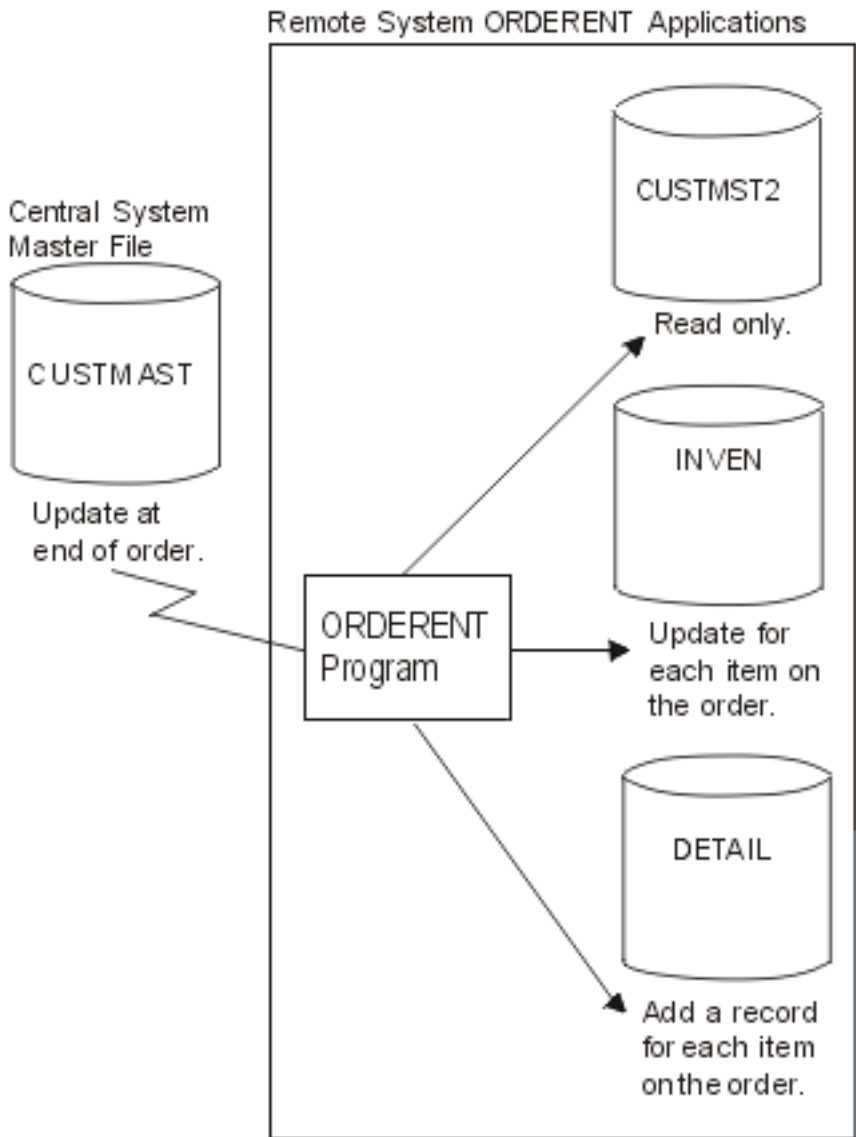 Remote System ORDERENT Applications
CUSTMST2
Read only.
Central System
Master File
CUSTMAST
Update at
end of order.
INVEN
Update for
each item on
the order.
ORDERENT
Program
DETAIL
Add a record
for each item
on the order.